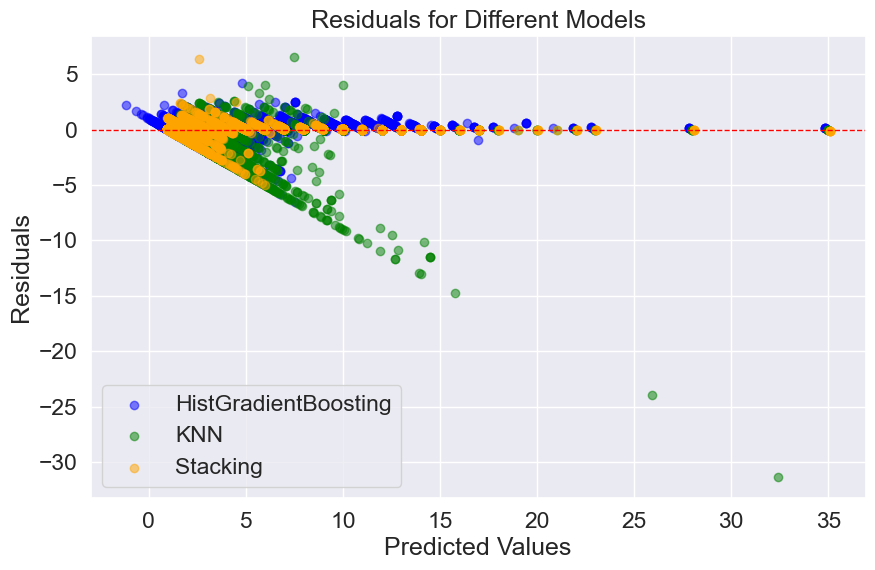 Residuals for Different Models
Residuals
5
0
−5
−10
−15
−20
−25
−30
HistGradientBoosting
KNN
Stacking
0 5 10 15 20 25 30 35
Predicted Values